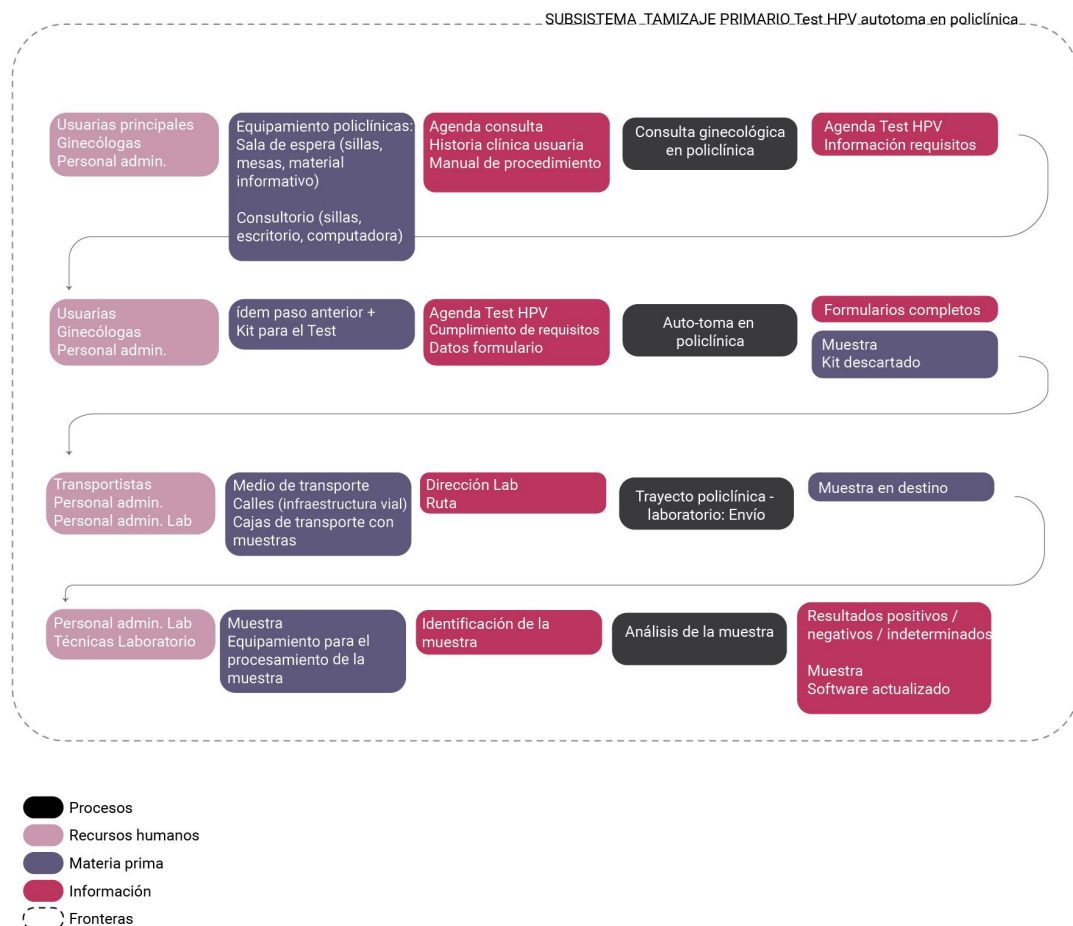 SUBSISTEMA TAMIZAJE PRIMARIO Test HPV autotoma en policlínica
Usuarias principales
Ginecólogas
Personal admin.
Equipamiento policlínicas:
Sala de espera (sillas,
mesas, material
informativo)
Consultorio (sillas,
escritorio, computadora)
Agenda consulta
Historia clínica usuaria
Manual de procedimiento
Consulta ginecológica
en policlínica
Agenda Test HPV
Información requisitos
Usuarias
Ginecólogas
Personal admin.
ídem paso anterior +
Kit para el Test
Agenda Test HPV
Cumplimiento de requisitos
Datos formulario
Auto-toma en
policlínica
Formularios completos
Muestra
Kit descartado
Transportistas
Personal admin.
Personal admin. Lab
Medio de transporte
Calles (infraestructura vial)
Cajas de transporte con
muestras
Dirección Lab
Ruta
Trayecto policlínica -
laboratorio: Envío
Muestra en destino
Personal admin. Lab
Técnicas Laboratorio
Muestra
Equipamiento para el
procesamiento de la
muestra
Identificación de la
muestra
Análisis de la muestra
Resultados positivos /
negativos / indeterminados
Muestra
Software actualizado
Procesos
Recursos humanos
Materia prima
Información
Fronteras